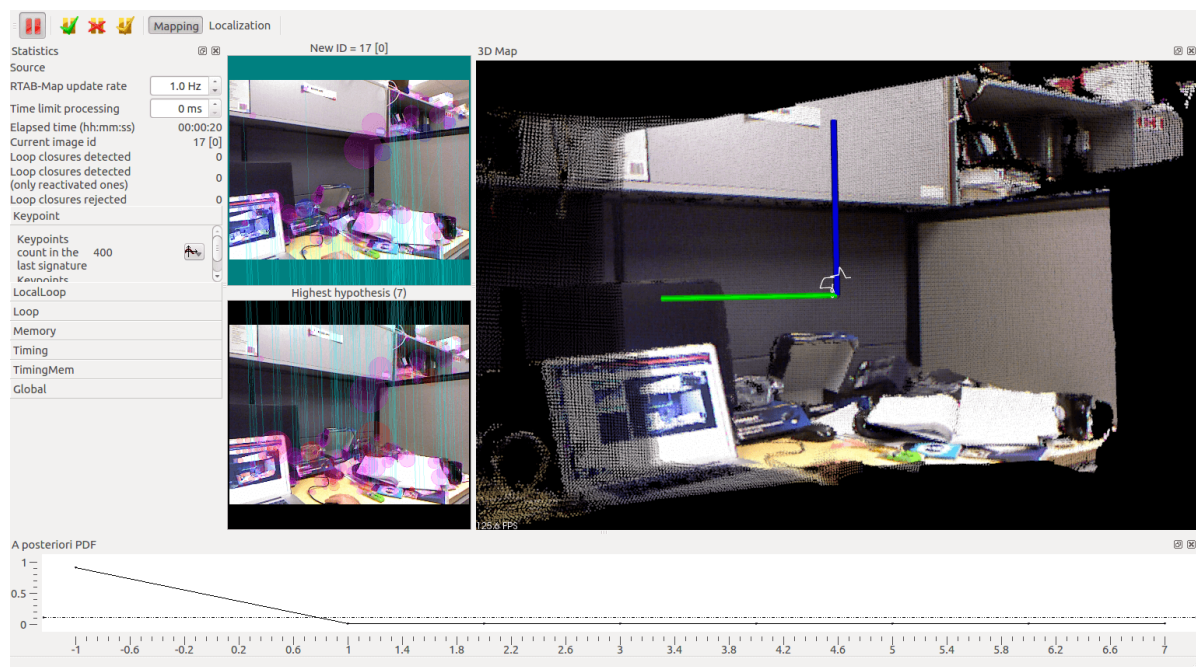 Mapping Localization
Statistics
Source
RTAB-Map update rate 1.0 Hz
Time limit processing 0 ms
Elapsed time (hh:mm:ss) 00:00:20
Current image id 17 [0]
Loop closures detected 0
Loop closures detected
(only reactivated ones) 0
Loop closures rejected 0
Keypoint
Keypoints
count in the 400
last signature
Keypoints
LocalLoop
Loop
Memory
Timing
TimingMem
Global
New ID = 17 [0]
Highest hypothesis (7)
3D Map
125.6 FPS
A posteriori PDF
1
0.5
0
-1 -0.6 -0.2 0.2 0.6 1 1.4 1.8 2.2 2.6 3 3.4 3.8 4.2 4.6 5 5.4 5.8 6.2 6.6 7